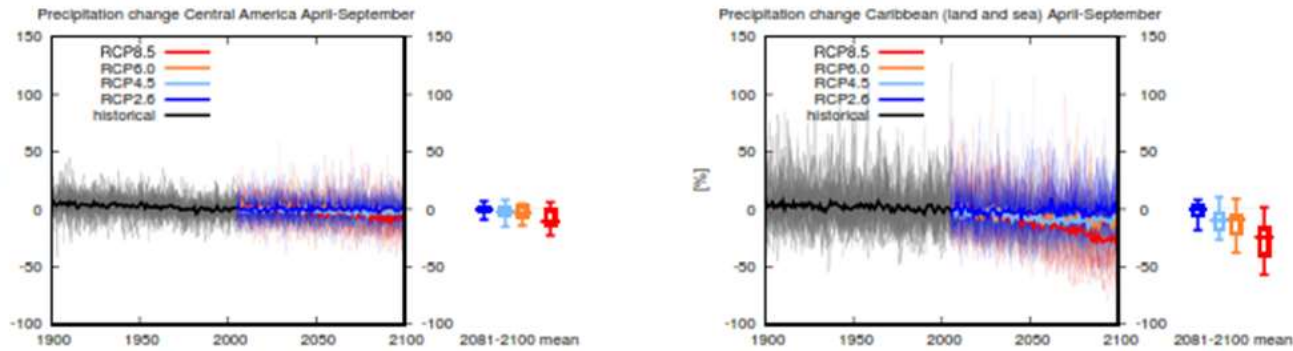 Precipitation change Central America April-September
150
100
50
0
-50
-100
RCP8.5
RCP6.0
RCP4.5
RCP2.6
historical
1900
1950
2000
2050
2100
150
100
50
0
-50
-100
2081-2100 mean
Precipitation change Caribbean (land and sea) April-September
[%]
150
100
50
0
-50
-100
RCP8.5
RCP6.0
RCP4.5
RCP2.6
historical
1900
1950
2000
2050
2100
150
100
50
0
-50
-100
2081-2100 mean